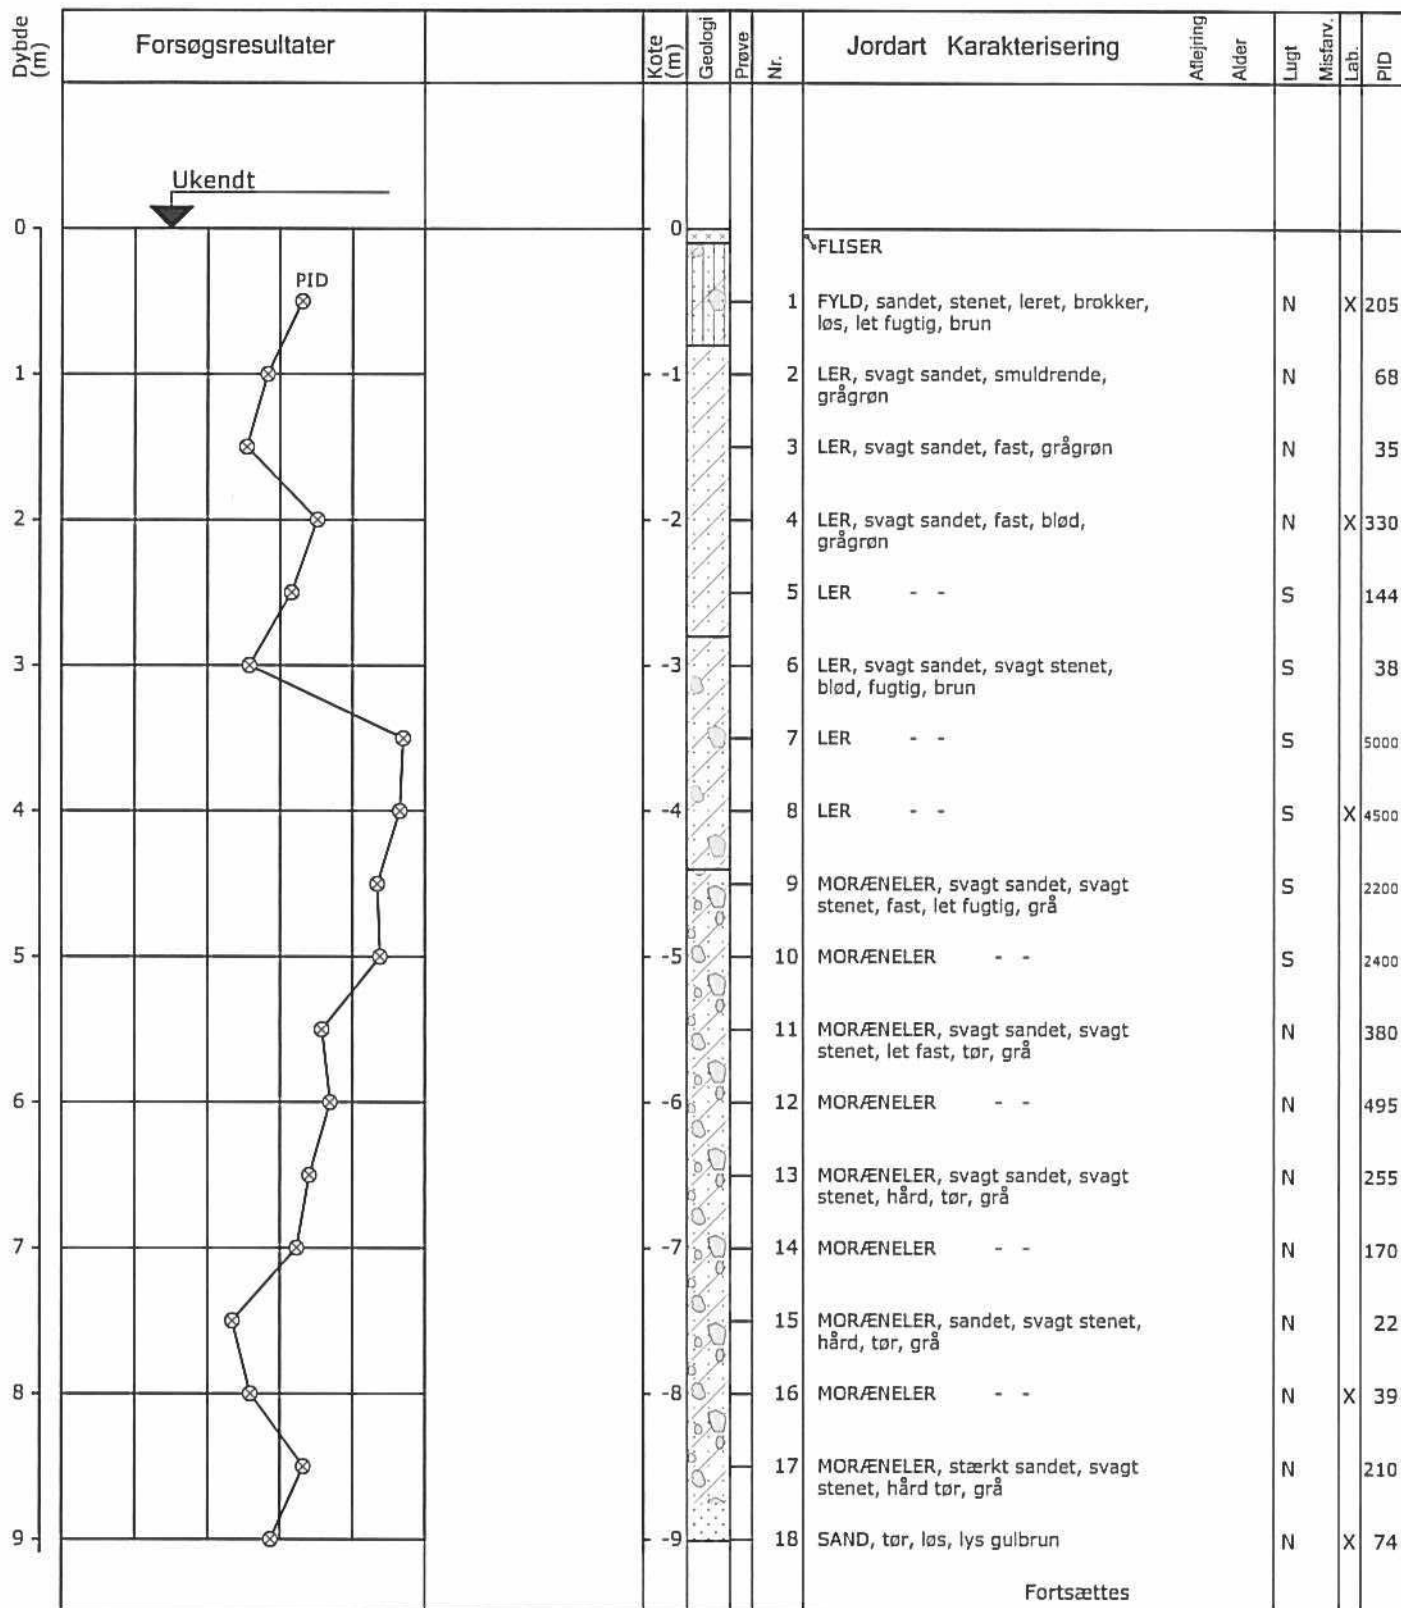 Dybde (m) Forsøgsresultater Kote (m) Geologi Prøve Nr. Jordart Karakterisering Aflejring Alder Lugt Misfarv. Lab. PID
Ukendt
0 0
FLISER
PID
1 FYLD, sandet, stenet, leret, brokker, N X 205
løs, let fugtig, brun
1 -1 2 LER, svagt sandet, smuldrende, N 68
grågrøn
3 LER, svagt sandet, fast, grågrøn N 35
2 -2 4 LER, svagt sandet, fast, blød, N X 330
grågrøn
5 LER - - S 144
3 -3 6 LER, svagt sandet, svagt stenet, S 38
blød, fugtig, brun
7 LER - - S 5000
4 -4 8 LER - - S X 4500
9 MORÆNELER, svagt sandet, svagt S 2200
stenet, fast, let fugtig, grå
5 -5 10 MORÆNELER - - S 2400
11 MORÆNELER, svagt sandet, svagt N 380
stenet, let fast, tør, grå
6 -6 12 MORÆNELER - - N 495
13 MORÆNELER, svagt sandet, svagt N 255
stenet, hård, tør, grå
7 -7 14 MORÆNELER - - N 170
15 MORÆNELER, sandet, svagt stenet, N 22
hård, tør, grå
8 -8 16 MORÆNELER - - N X 39
17 MORÆNELER, stærkt sandet, svagt N 210
stenet, hård tør, grå
9 -9 18 SAND, tør, løs, lys gulbrun N X 74
Fortsættes